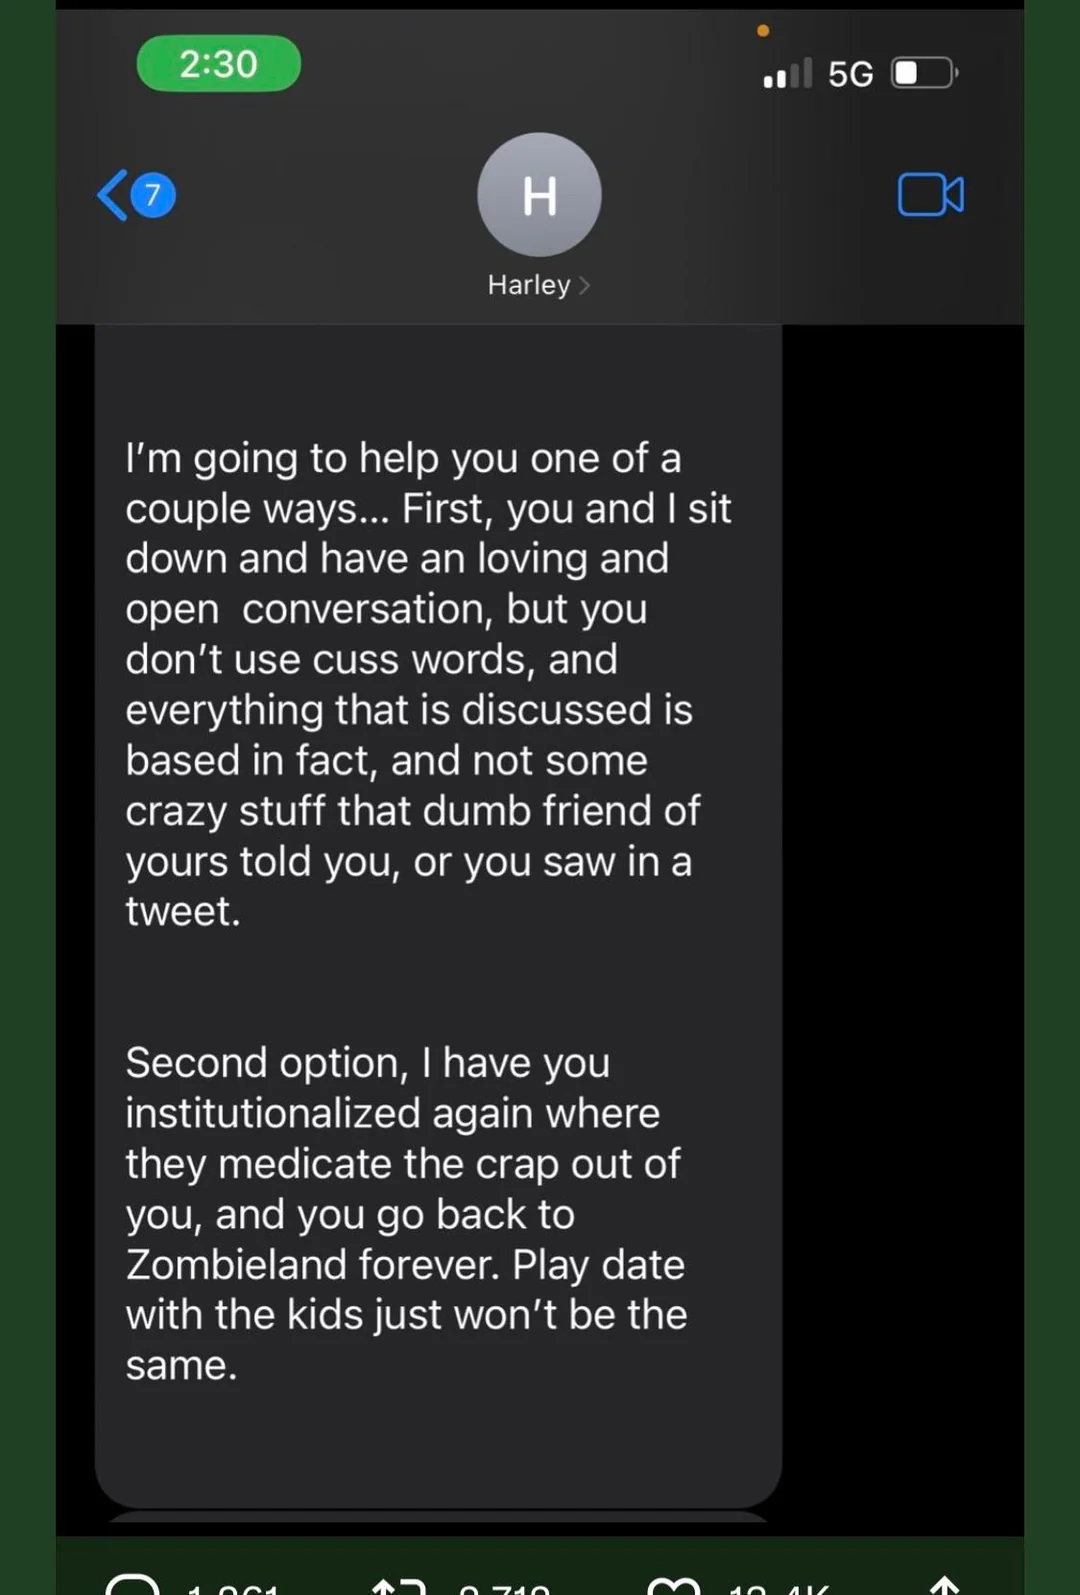 2:30
5G
7
H
Harley
I'm going to help you one of a
couple ways... First, you and I sit
down and have an loving and
open  conversation, but you
don't use cuss words, and
everything that is discussed is
based in fact, and not some
crazy stuff that dumb friend of
yours told you, or you saw in a
tweet.
Second option, I have you
institutionalized again where
they medicate the crap out of
you, and you go back to
Zombieland forever. Play date
with the kids just won't be the
same.